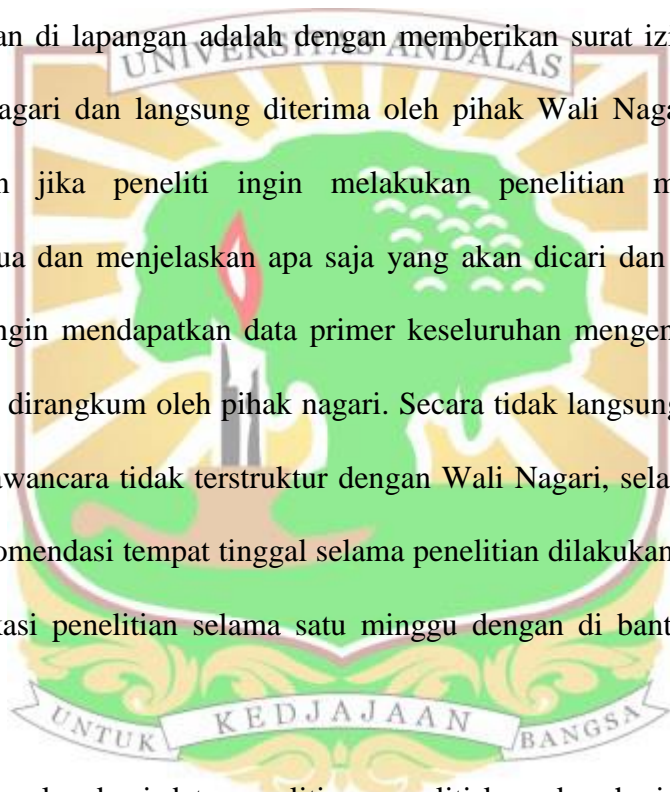 an di lapangan adalah dengan memberikan surat iz
UNIVERSITAS ANDALAS
agari dan langsung diterima oleh pihak Wali Naga
n jika peneliti ingin melakukan penelitian m
ua dan menjelaskan apa saja yang akan dicari dan
ngin mendapatkan data primer keseluruhan mengen
dirangkum oleh pihak nagari. Secara tidak langsung
awancara tidak terstruktur dengan Wali Nagari, sela
omendasi tempat tinggal selama penelitian dilakukan
kasi penelitian selama satu minggu dengan di bant
UNTUK KEDJAJAAN BANGSA